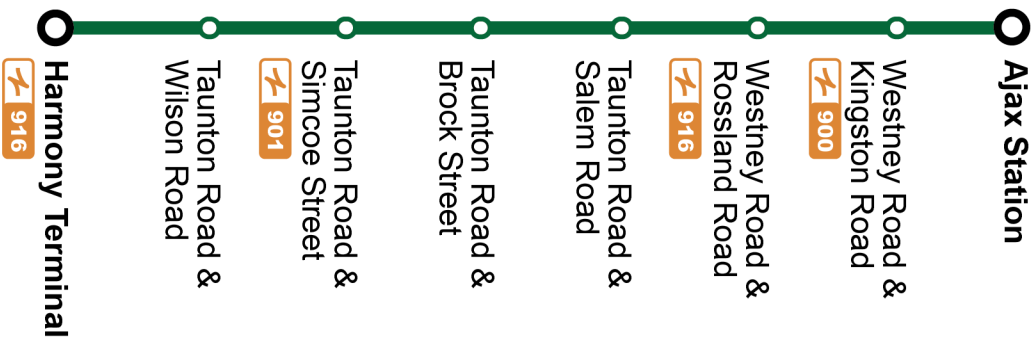 Ajax Station
Westney Road &
Kingston Road
900
Westney Road &
Rossland Road
916
Taunton Road &
Salem Road
Taunton Road &
Brock Street
Taunton Road &
Simcoe Street
901
Taunton Road &
Wilson Road
Harmony Terminal
916